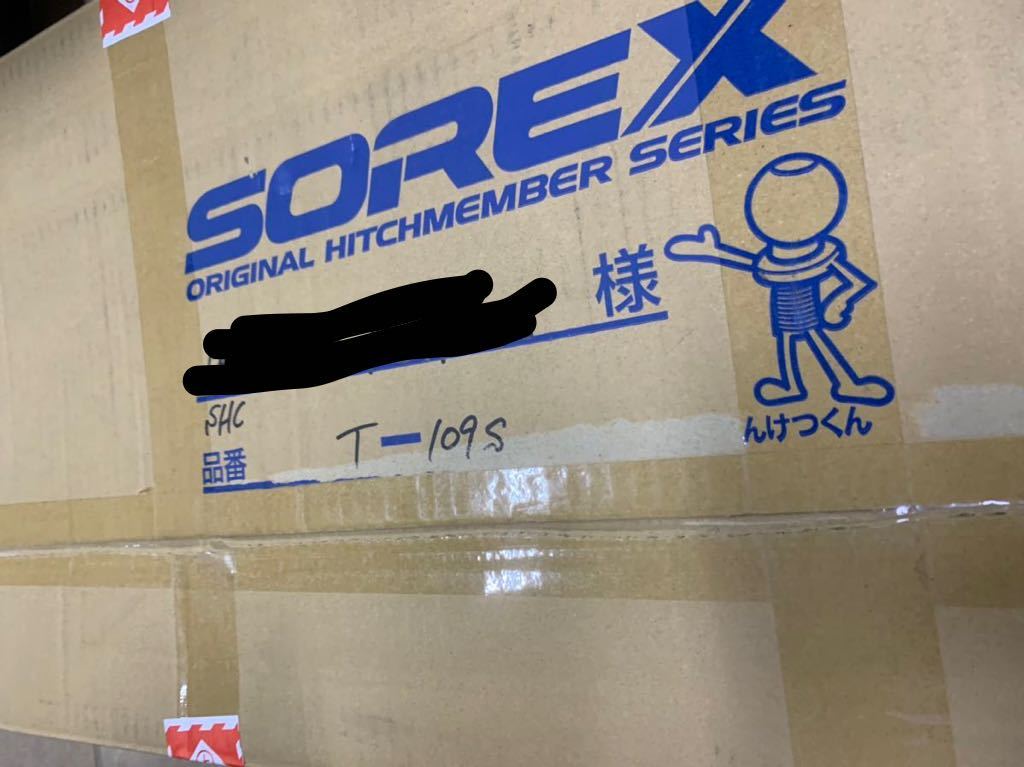 SOREX
ORIGINAL HITCHMEMBER SERIES
様
SHC
品番 T-109S
んけつくん